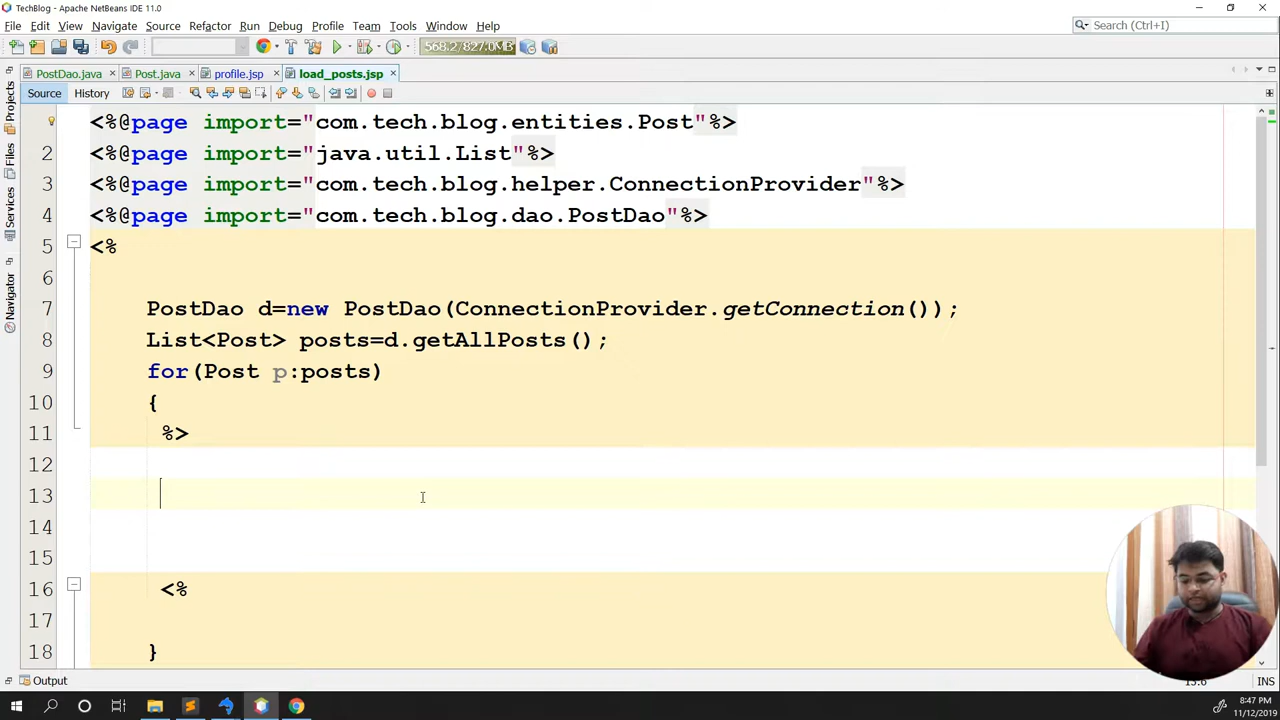 TechBlog - Apache NetBeans IDE 11.0
File Edit View Navigate Source Refactor Run Debug Profile Team Tools Window Help
Search (Ctrl+I)
568.2/827.0MB
PostDao.java Post.java profile.jsp load_posts.jsp
Source History
Projects
Files
Services
Navigator
<%@page import="com.tech.blog.entities.Post"%>
2 <%@page import="java.util.List"%>
3 <%@page import="com.tech.blog.helper.ConnectionProvider"%>
4 <%@page import="com.tech.blog.dao.PostDao"%>
5 <%
6
7 PostDao d=new PostDao(ConnectionProvider.getConnection());
8 List<Post> posts=d.getAllPosts();
9 for(Post p:posts)
10 {
11 %>
12
13
14
15
16 <%
17
18 }
Output
INS
8:47 PM
11/12/2019